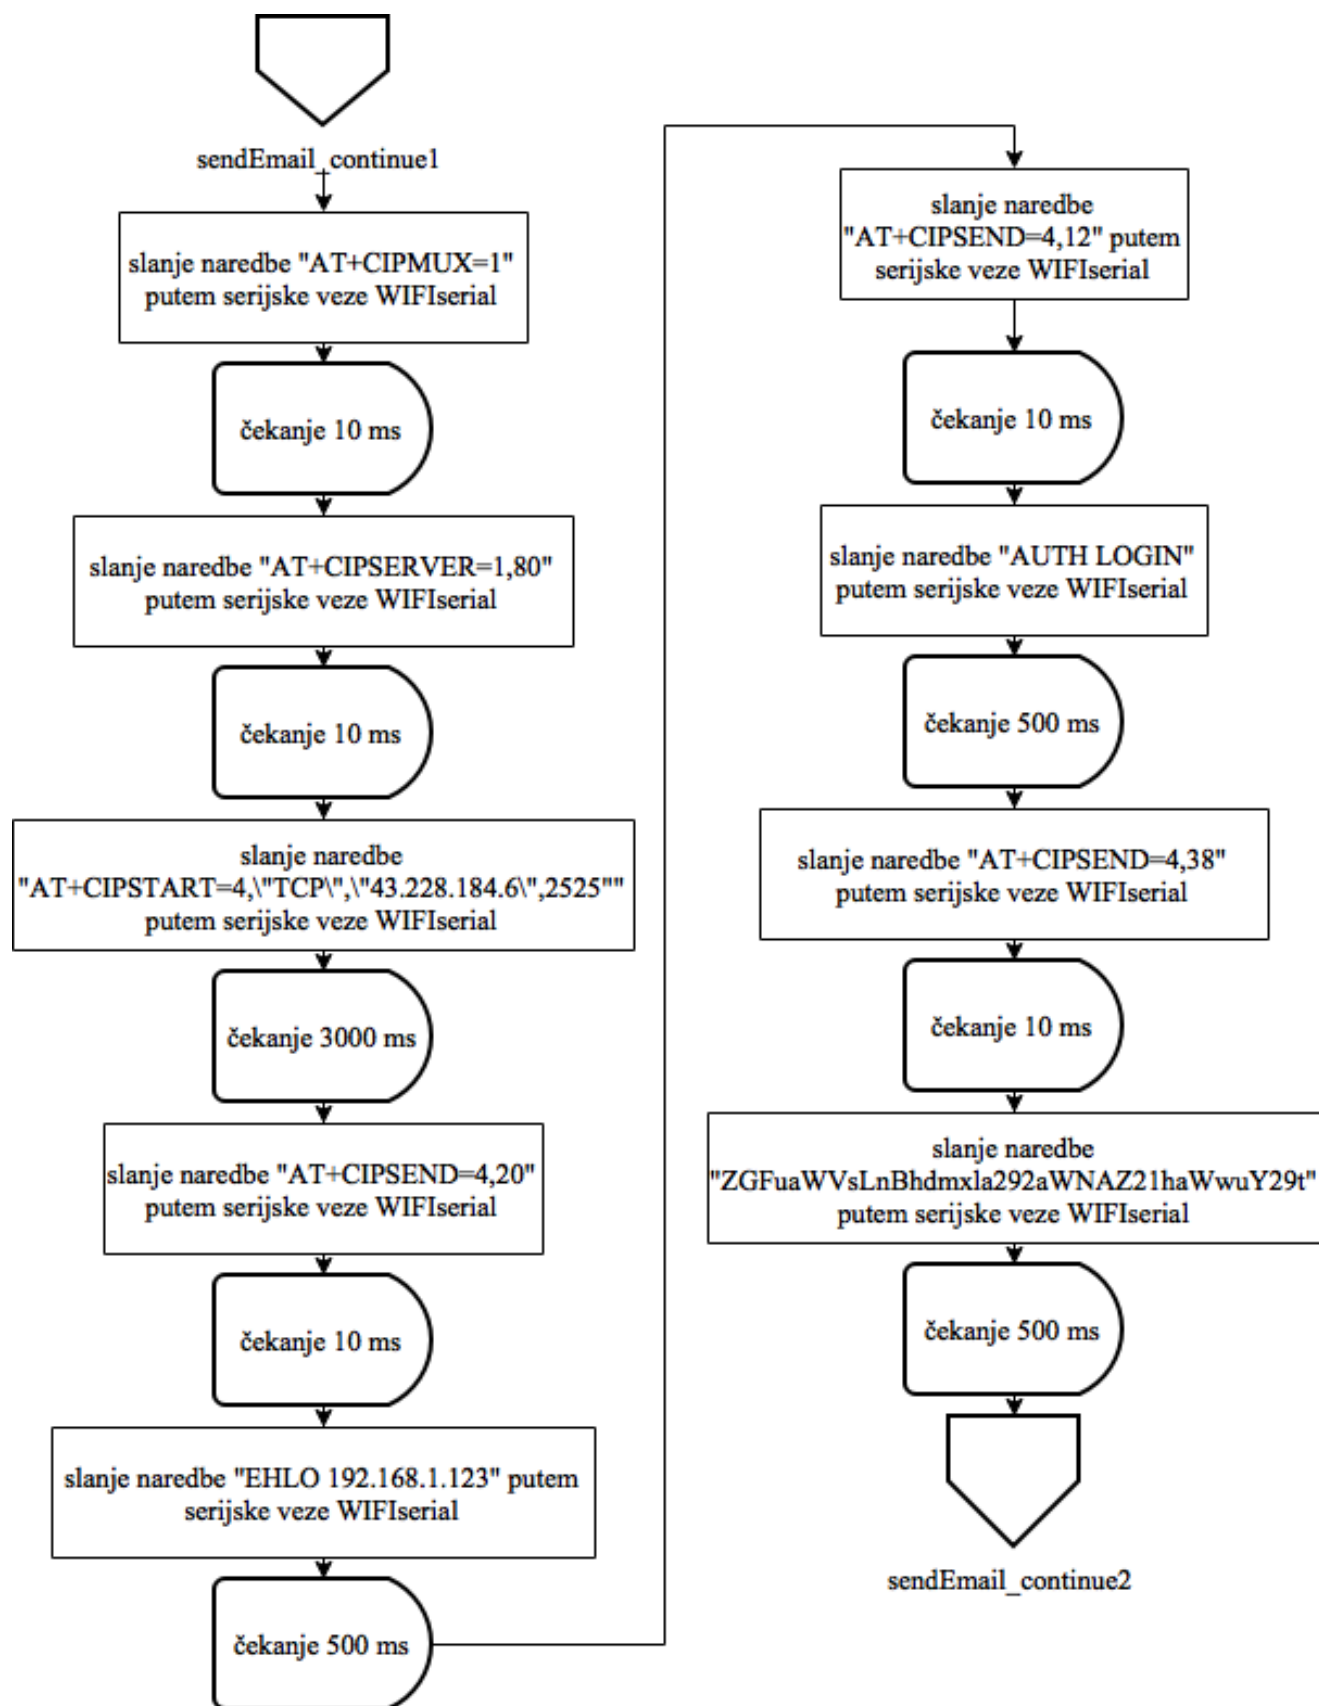 sendEmail_continue1
slanje naredbe "AT+CIPMUX=1"
putem serijske veze WIFIserial
čekanje 10 ms
slanje naredbe "AT+CIPSERVER=1,80"
putem serijske veze WIFIserial
čekanje 10 ms
slanje naredbe
"AT+CIPSTART=4,\"TCP\",\"43.228.184.6\",2525""
putem serijske veze WIFIserial
čekanje 3000 ms
slanje naredbe "AT+CIPSEND=4,20"
putem serijske veze WIFIserial
čekanje 10 ms
slanje naredbe "EHLO 192.168.1.123" putem
serijske veze WIFIserial
čekanje 500 ms
slanje naredbe
"AT+CIPSEND=4,12" putem
serijske veze WIFIserial
čekanje 10 ms
slanje naredbe "AUTH LOGIN"
putem serijske veze WIFIserial
čekanje 500 ms
slanje naredbe "AT+CIPSEND=4,38"
putem serijske veze WIFIserial
čekanje 10 ms
slanje naredbe
"ZGFuaWVsLnBhdmxla292aWNAZ21haWwuY29t"
putem serijske veze WIFIserial
čekanje 500 ms
sendEmail_continue2